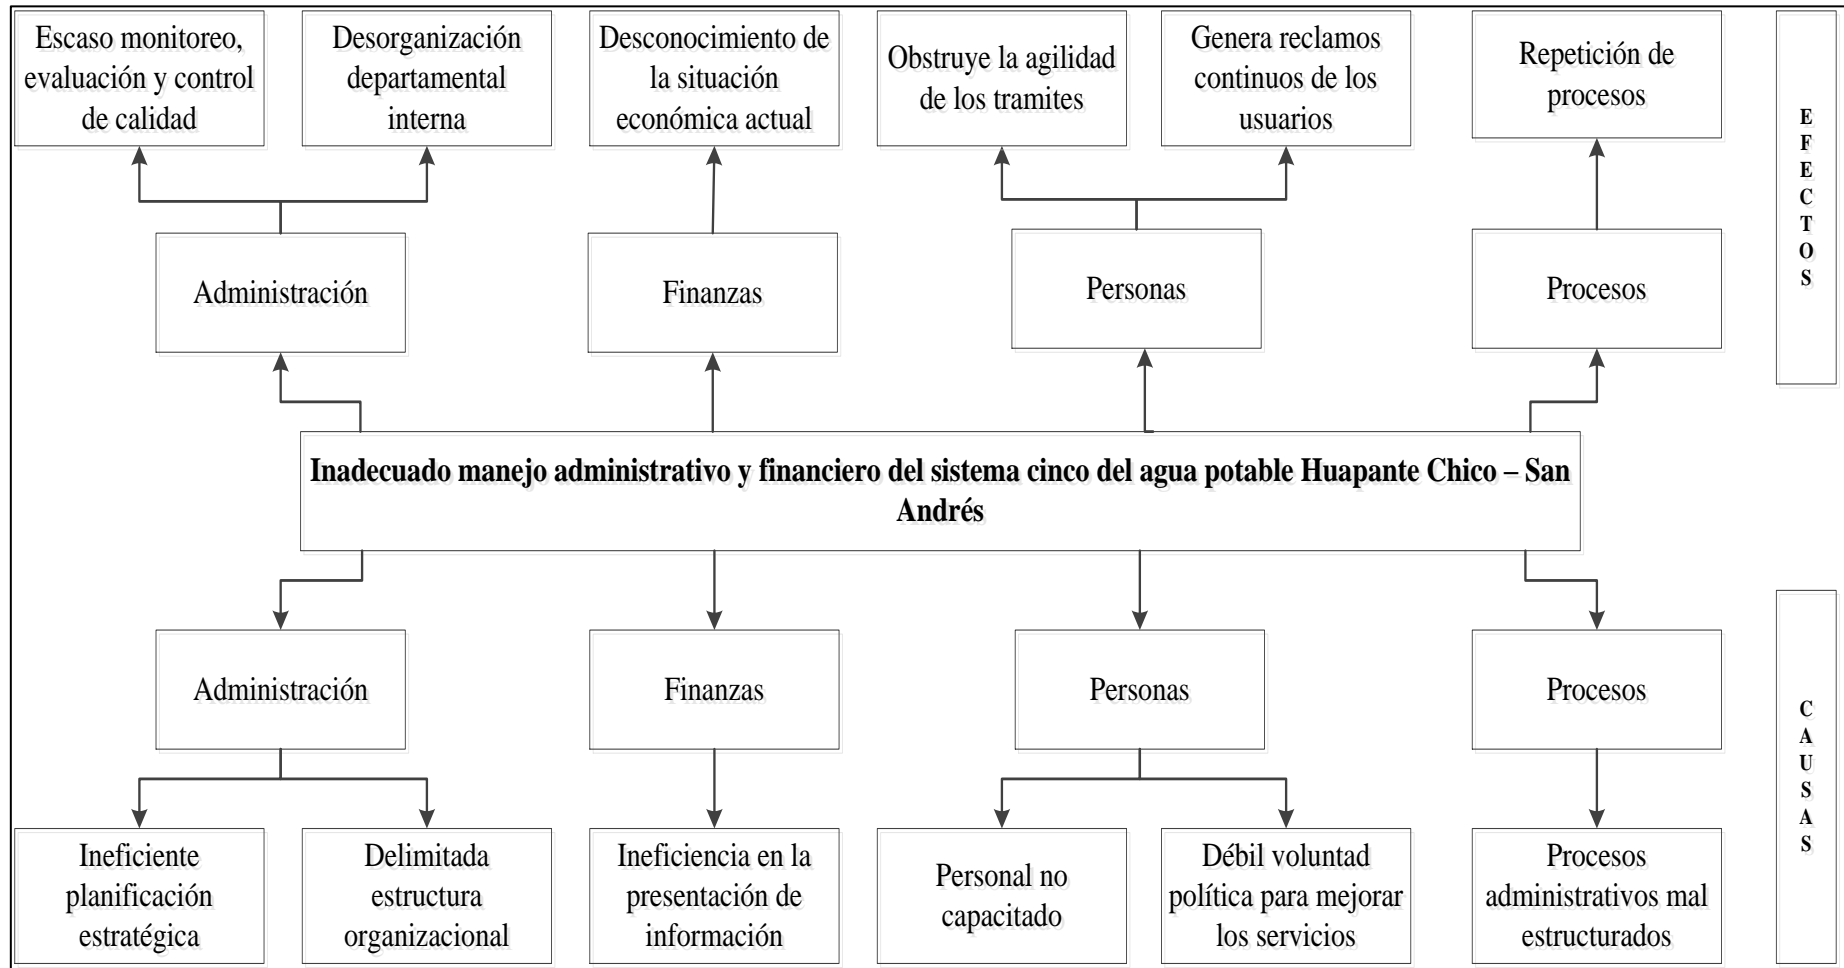 Escaso monitoreo,
evaluación y control
de calidad
Desorganización
departamental
interna
Desconocimiento de
la situación
económica actual
Obstruye la agilidad
de los tramites
Genera reclamos
continuos de los
usuarios
Repetición de
procesos
E
F
E
C
T
O
S
Administración
Finanzas
Personas
Procesos
Inadecuado manejo administrativo y financiero del sistema cinco del agua potable Huapante Chico – San
Andrés
Administración
Finanzas
Personas
Procesos
C
A
U
S
A
S
Ineficiente
planificación
estratégica
Delimitada
estructura
organizacional
Ineficiencia en la
presentación de
información
Personal no
capacitado
Débil voluntad
política para mejorar
los servicios
Procesos
administrativos mal
estructurados